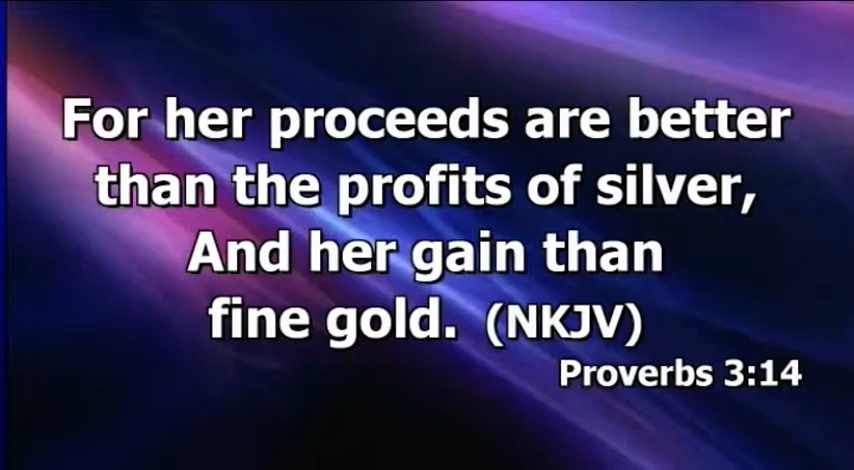 For her proceeds are better
than the profits of silver,
And her gain than
fine gold. (NKJV)
Proverbs 3:14